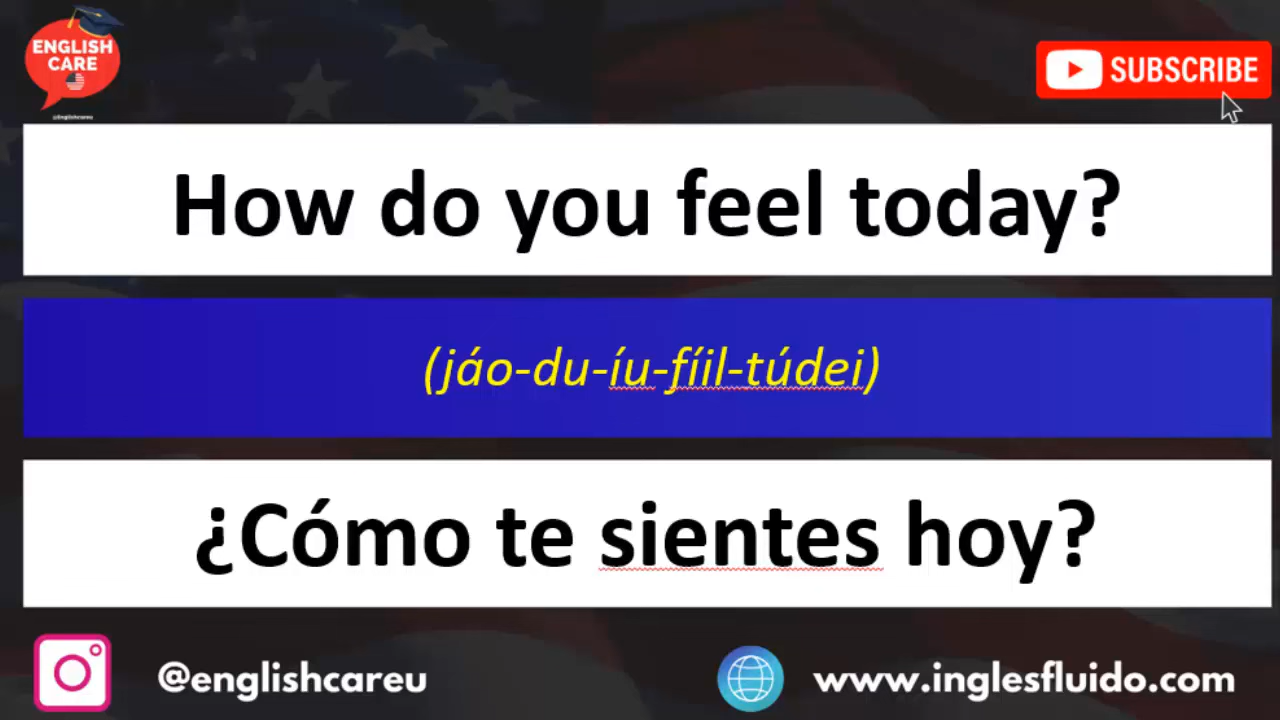 ENGLISH
CARE
@Englishcareu
SUBSCRIBE
How do you feel today?
(jáo-du-íu-fíil-túdei)
¿Cómo te sientes hoy?
@englishcareu
www.inglesfluido.com